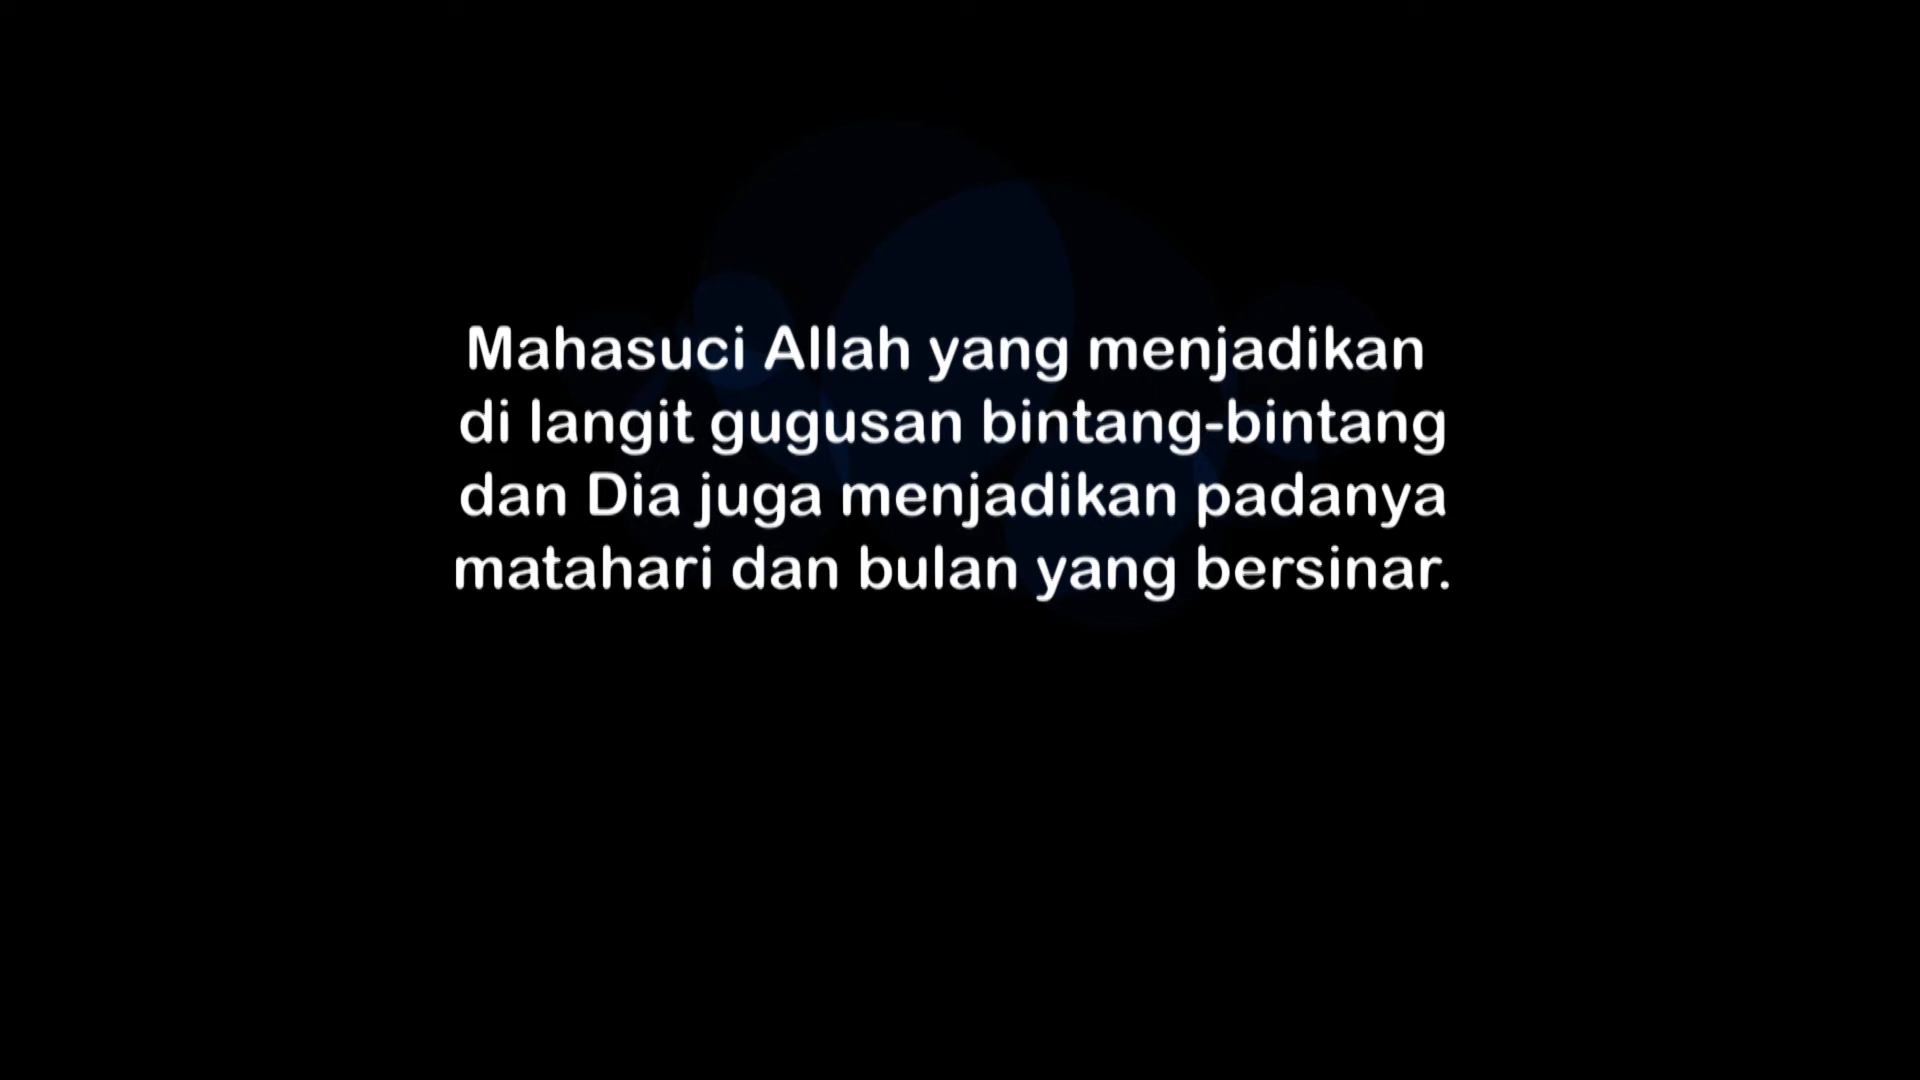 Mahasuci Allah yang menjadikan
di langit gugusan bintang-bintang
dan Dia juga menjadikan padanya
matahari dan bulan yang bersinar.